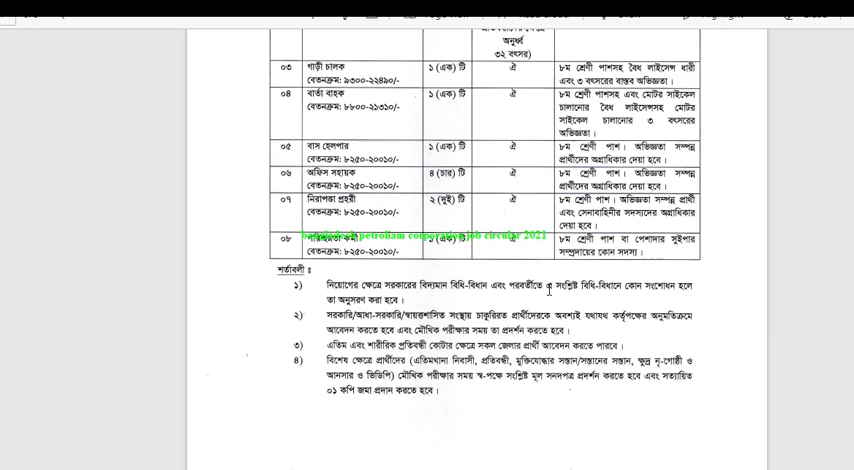 অনুর্ধ্ব
৩২ বৎসর)
০৩ গাড়ী চালক ১ (এক) টি ঐ ৮ম শ্রেণী পাশসহ বৈধ লাইসেন্স ধারী
বেতনক্রম: ৯৩০০-২২৪৯০/- এবং ৩ বৎসরের বাস্তব অভিজ্ঞতা।
০৪ বার্তা বাহক ১ (এক) টি ঐ ৮ম শ্রেণী পাশসহ এবং মোটর সাইকেল
বেতনক্রম: ৮৮০০-২১৩১০/- চালানোর বৈধ লাইসেন্সসহ মোটর
সাইকেল চালানোর ৩ বৎসরের
অভিজ্ঞতা।
০৫ বাস হেলপার ১ (এক) টি ঐ ৮ম শ্রেণী পাশ। অভিজ্ঞতা সম্পন্ন
বেতনক্রম: ৮২৫০-২০০১০/- প্রার্থীদের অগ্রাধিকার দেয়া হবে।
০৬ অফিস সহায়ক ৪ (চার) টি ঐ ৮ম শ্রেণী পাশ। অভিজ্ঞতা সম্পন্ন
বেতনক্রম: ৮২৫০-২০০১০/- প্রার্থীদের অগ্রাধিকার দেয়া হবে।
০৭ নিরাপত্তা প্রহরী ২ (দুই) টি ঐ ৮ম শ্রেণী পাশ। অভিজ্ঞতা সম্পন্ন প্রার্থী
বেতনক্রম: ৮২৫০-২০০১০/- এবং সেনাবাহিনীর সদস্যদের অগ্রাধিকার
দেয়া হবে।
bangladesh petroliam corporation job circular 2021
০৮ ১ (এক) টি ঐ ৮ম শ্রেণী পাশ বা পেশাদার সুইপার
বেতনক্রম: ৮২৫০-২০০১০/- সম্প্রদায়ের কোন সদস্য।
শর্তাবলী ঃ
১) নিয়োগের ক্ষেত্রে সরকারের বিদ্যমান বিধি-বিধান এবং পরবর্তীতে সংশ্লিষ্ট বিধি-বিধানে কোন সংশোধন হলে
তা অনুসরণ করা হবে।
২) সরকারি/আধা-সরকারি/স্বায়ত্তশাসিত সংস্থায় চাকুরিরত প্রার্থীদেরকে অবশ্যই যথাযথ কর্তৃপক্ষের অনুমতিক্রমে
আবেদন করতে হবে এবং মৌখিক পরীক্ষার সময় তা প্রদর্শন করতে হবে।
৩) এতিম এবং শারীরিক প্রতিবন্ধী কোটার ক্ষেত্রে সকল জেলার প্রার্থী আবেদন করতে পারবে।
৪) বিশেষ ক্ষেত্রে প্রার্থীদের (এতিমখানা নিবাসী, প্রতিবন্ধী, মুক্তিযোদ্ধার সন্তান/সন্তানের সন্তান, ক্ষুদ্র নৃ-গোষ্ঠী ও
আনসার ও ভিডিপি) মৌখিক পরীক্ষার সময় স্ব-পক্ষে সংশ্লিষ্ট মূল সনদপত্র প্রদর্শন করতে হবে এবং সত্যায়িত
০১ কপি জমা প্রদান করতে হবে।